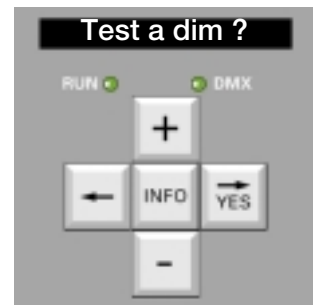 Test a dim ?
RUN DMX
+
← INFO → YES
-